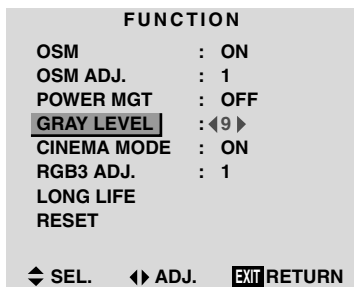 FUNCTION
OSM : ON
OSM ADJ. : 1
POWER MGT : OFF
GRAY LEVEL : 9
CINEMA MODE : ON
RGB3 ADJ. : 1
LONG LIFE
RESET
SEL. ADJ. EXIT RETURN